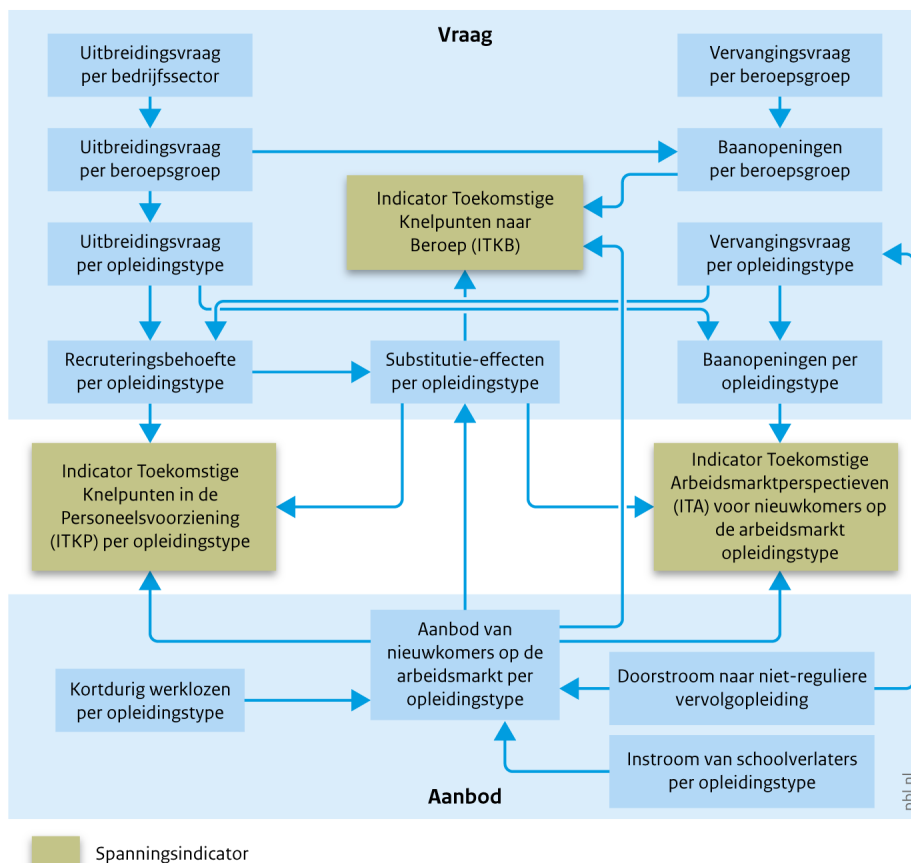 Vraag
Uitbreidingsvraag
per bedrijfssector
Vervangingsvraag
per beroepsgroep
Uitbreidingsvraag
per beroepsgroep
Baanopeningen
per beroepsgroep
Indicator Toekomstige
Knelpunten naar
Beroep (ITKB)
Uitbreidingsvraag
per opleidingstype
Vervangingsvraag
per opleidingstype
Recruteringsbehoefte
per opleidingstype
Substitutie-effecten
per opleidingstype
Baanopeningen per
opleidingstype
Indicator Toekomstige
Knelpunten in de
Personeelsvoorziening
(ITKP) per opleidingstype
Indicator Toekomstige
Arbeidsmarktperspectieven
(ITA) voor nieuwkomers op
de arbeidsmarkt
opleidingstype
Aanbod van
nieuwkomers op de
arbeidsmarkt per
opleidingstype
Kortdurig werklozen
per opleidingstype
Doorstroom naar niet-reguliere
vervolgopleiding
Instroom van schoolverlaters
per opleidingstype
Aanbod
pbl.nl
Spanningsindicator